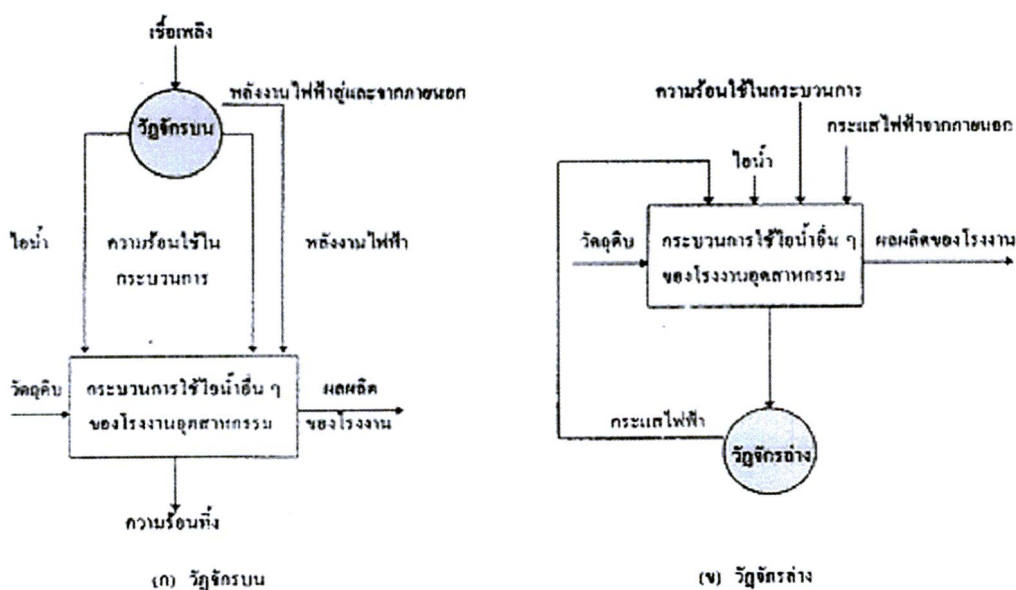 เชื้อเพลิง
พลังงานไฟฟ้าสู่และจากภายนอก
วัฏจักรบน
ไอน้ำ
ความร้อนใช้ใน
กระบวนการ
พลังงานไฟฟ้า
วัตถุดิบ
กระบวนการใช้ไอน้ำอื่น ๆ
ของโรงงานอุตสาหกรรม
ผลผลิต
ของโรงงาน
ความร้อนทิ้ง
(ก) วัฏจักรบน
ความร้อนใช้ในกระบวนการ
กระแสไฟฟ้าจากภายนอก
ไอน้ำ
วัตถุดิบ
กระบวนการใช้ไอน้ำอื่น ๆ
ของโรงงานอุตสาหกรรม
ผลผลิตของโรงงาน
กระแสไฟฟ้า
วัฏจักรล่าง
(ข) วัฏจักรล่าง